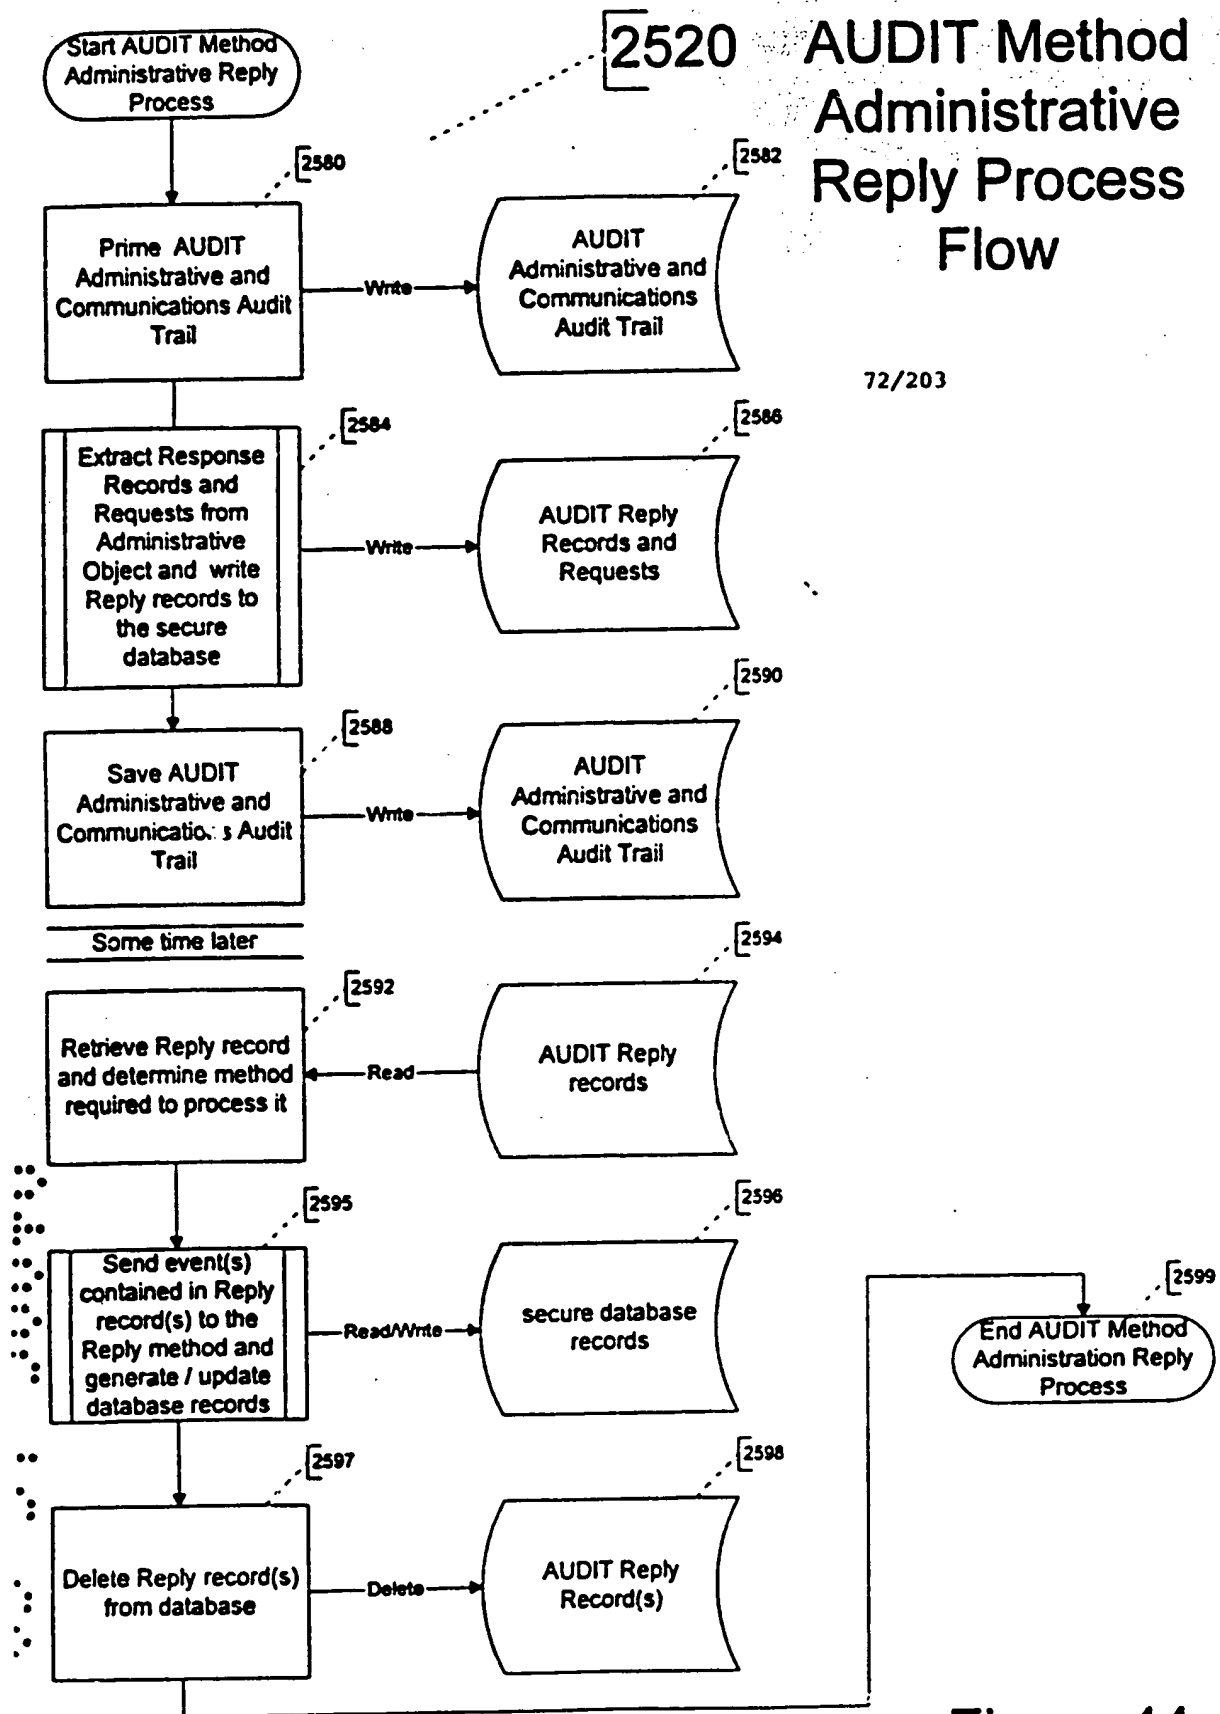 Start AUDIT Method
Administrative Reply
Process
2520
AUDIT Method
Administrative
Reply Process
Flow
72/203
2580
Prime AUDIT
Administrative and
Communications Audit
Trail
Write
2582
AUDIT
Administrative and
Communications
Audit Trail
2584
Extract Response
Records and
Requests from
Administrative
Object and write
Reply records to
the secure
database
Write
2586
AUDIT Reply
Records and
Requests
2588
Save AUDIT
Administrative and
Communications Audit
Trail
Write
2590
AUDIT
Administrative and
Communications
Audit Trail
Some time later
2592
Retrieve Reply record
and determine method
required to process it
Read
2594
AUDIT Reply
records
2595
Send event(s)
contained in Reply
record(s) to the
Reply method and
generate / update
database records
Read/Write
2596
secure database
records
2597
Delete Reply record(s)
from database
Delete
2598
AUDIT Reply
Record(s)
2599
End AUDIT Method
Administration Reply
Process